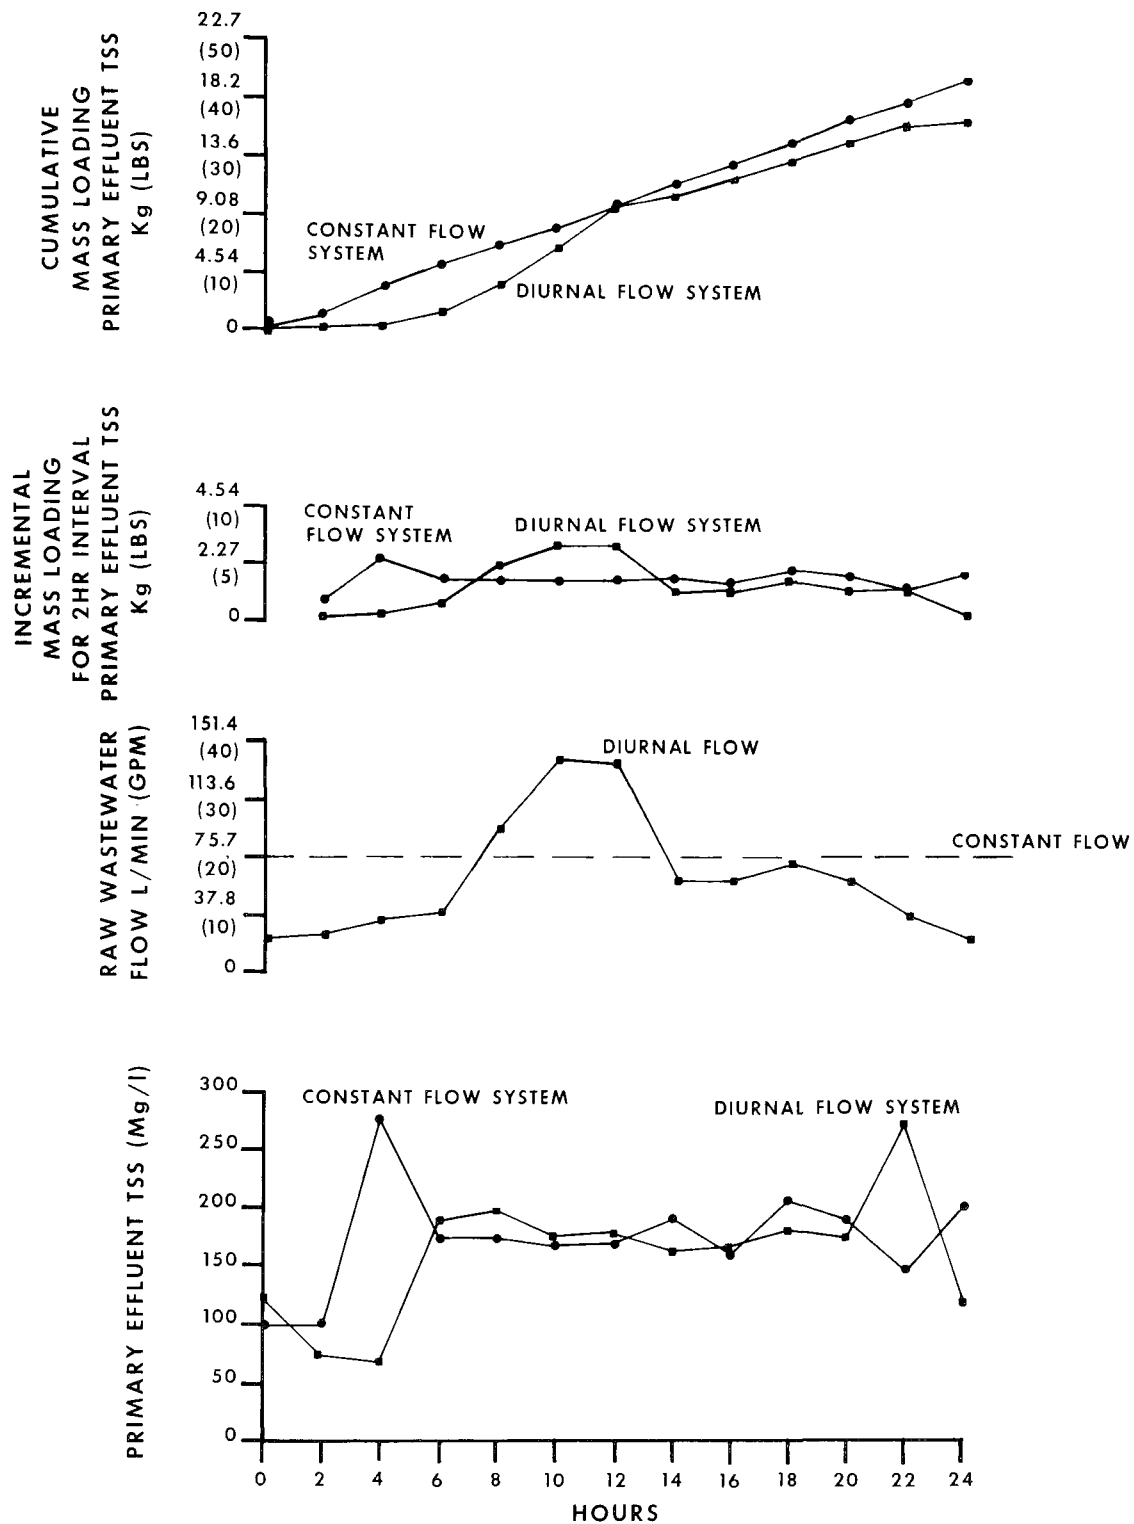 CUMULATIVE
MASS LOADING
PRIMARY EFFLUENT TSS
Kg (LBS)
22.7
(50)
18.2
(40)
13.6
(30)
9.08
(20)
4.54
(10)
0
CONSTANT FLOW
SYSTEM
DIURNAL FLOW SYSTEM
INCREMENTAL
MASS LOADING
FOR 2HR INTERVAL
PRIMARY EFFLUENT TSS
Kg (LBS)
4.54
(10)
2.27
(5)
0
CONSTANT
FLOW SYSTEM
DIURNAL FLOW SYSTEM
RAW WASTEWATER
FLOW L/MIN (GPM)
151.4
(40)
113.6
(30)
75.7
(20)
37.8
(10)
0
DIURNAL FLOW
CONSTANT FLOW
PRIMARY EFFLUENT TSS (Mg/l)
300
250
200
150
100
50
0
CONSTANT FLOW SYSTEM
DIURNAL FLOW SYSTEM
0 2 4 6 8 10 12 14 16 18 20 22 24
HOURS